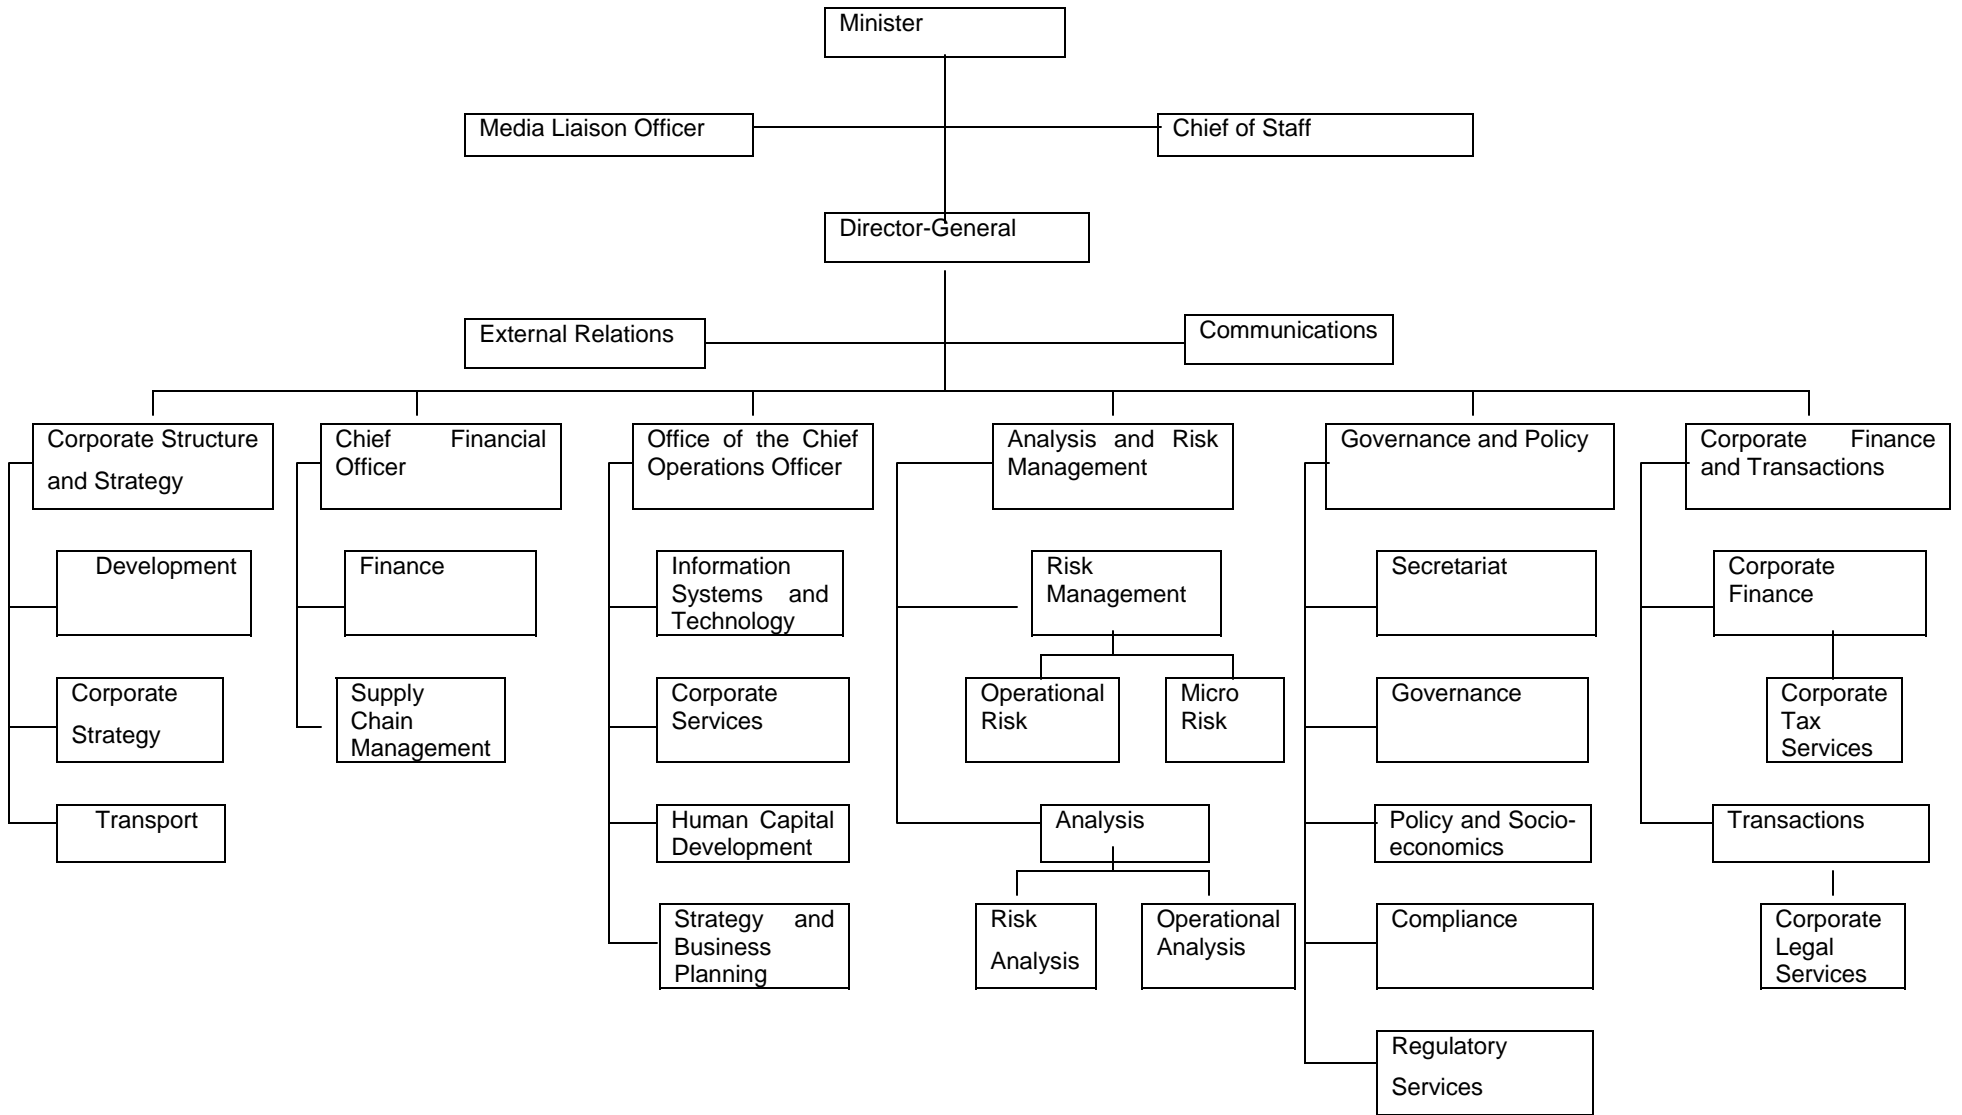 Minister
Media Liaison Officer
Chief of Staff
Director-General
External Relations
Communications
Corporate Structure
and Strategy
Chief Financial
Officer
Office of the Chief
Operations Officer
Analysis and Risk
Management
Governance and Policy
Corporate Finance
and Transactions
Development
Finance
Information
Systems and
Technology
Risk
Management
Secretariat
Corporate
Finance
Corporate
Strategy
Supply
Chain
Management
Corporate
Services
Operational
Risk
Micro
Risk
Governance
Corporate
Tax
Services
Transport
Human Capital
Development
Analysis
Policy and Socio-
economics
Transactions
Strategy and
Business
Planning
Risk
Analysis
Operational
Analysis
Compliance
Corporate
Legal
Services
Regulatory
Services